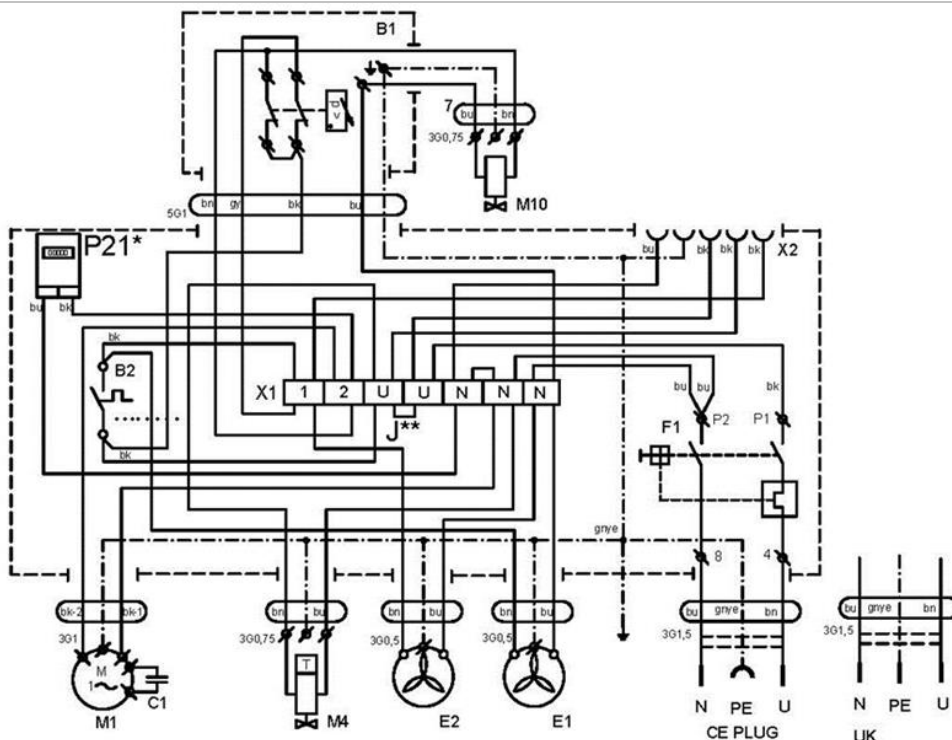 B1
7
bu
bn
3G0,75
M10
bn
gy
bk
bu
5G1
P21*
00000
bu
bk
X2
bu
bk
bk
bk
bk
B2
bk
X1
1
2
U
U
N
N
N
J**
bu
bu
bk
P2
P1
F1
gnye
8
4
bk-2
bk-1
3G1
M
1~
M1
C1
bn
bu
3G0,75
T
M4
bn
bu
3G0,5
E2
bn
bu
3G0,5
E1
bu
gnye
bn
3G1,5
N PE U
CE PLUG
bu
gnye
bn
3G1,5
N PE U
UK